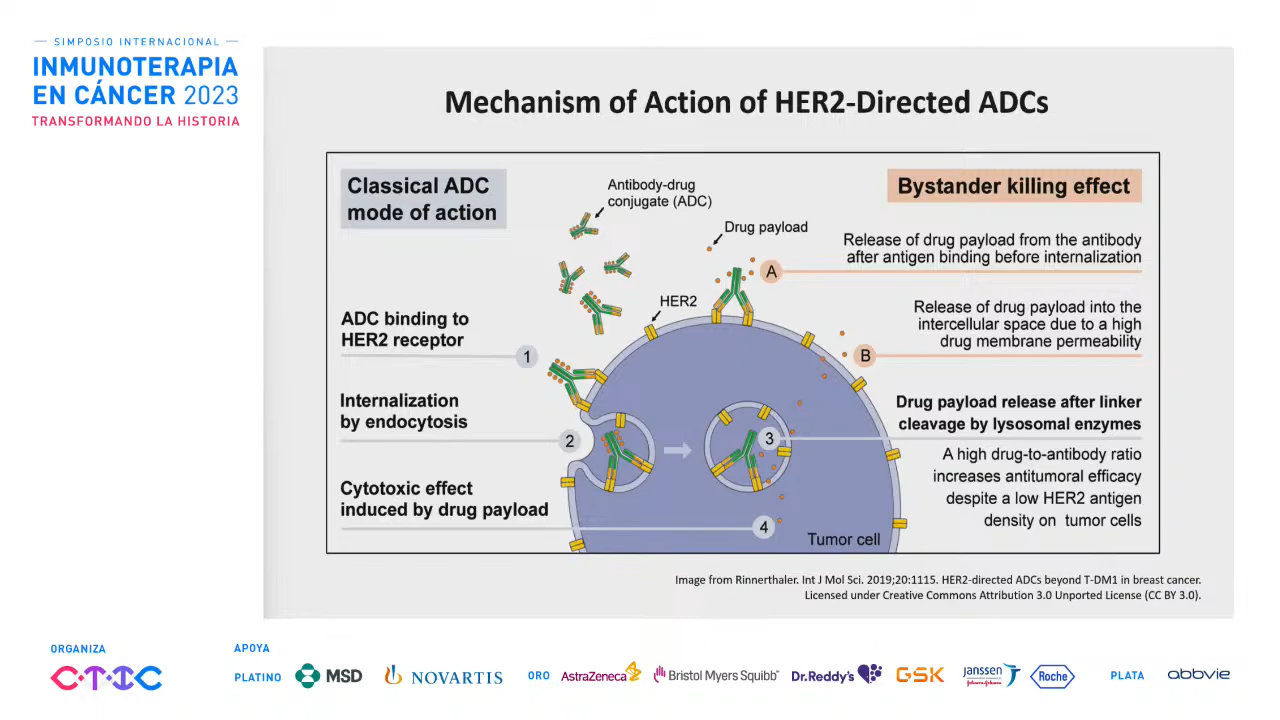 SIMPOSIO INTERNACIONAL
INMUNOTERAPIA
EN CÁNCER 2023
TRANSFORMANDO LA HISTORIA
Mechanism of Action of HER2-Directed ADCs
Classical ADC
mode of action
Antibody-drug
conjugate (ADC)
Drug payload
HER2
Bystander killing effect
Release of drug payload from the antibody
after antigen binding before internalization
A
Release of drug payload into the
intercellular space due to a high
drug membrane permeability
B
ADC binding to
HER2 receptor
1
Internalization
by endocytosis
2
Drug payload release after linker
cleavage by lysosomal enzymes
3
A high drug-to-antibody ratio
increases antitumoral efficacy
despite a low HER2 antigen
density on tumor cells
Cytotoxic effect
induced by drug payload
4
Tumor cell
Image from Rinnerthaler. Int J Mol Sci. 2019;20:1115. HER2-directed ADCs beyond T-DM1 in breast cancer.
Licensed under Creative Commons Attribution 3.0 Unported License (CC BY 3.0).
ORGANIZA
CTIC
APOYA
PLATINO
MSD
NOVARTIS
ORO
AstraZeneca
Bristol Myers Squibb™
Dr.Reddy's
GSK
janssen
Johnson&Johnson
Roche
PLATA
abbvie